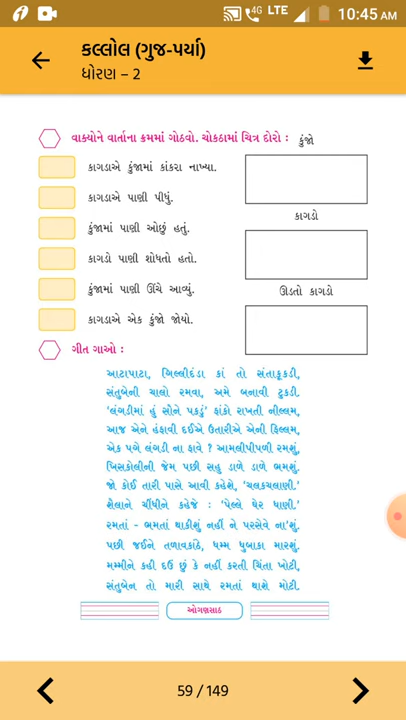 4G LTE 10:45 AM
કલ્લોલ (ગુજ-પર્યા)
ધોરણ – 2
વાક્યોને વાર્તાના ક્રમમાં ગોઠવો. ચોકઠામાં ચિત્ર દોરો : કુંજો
કાગડાએ કુંજામાં કાંકરા નાખ્યા.
કાગડાએ પાણી પીધું.
કાગડો
કુંજામાં પાણી ઓછું હતું.
કાગડો પાણી શોધતો હતો.
કુંજામાં પાણી ઊંચે આવ્યું.
ઊડતો કાગડો
કાગડાએ એક કુંજો જોયો.
ગીત ગાઓ :
આટાપાટા, ગિલ્લીદંડા કાં તો સંતાકૂકડી,
સંતુબેની ચાલો રમવા, અમે બનાવી ટુકડી.
'લંગડીમાં હું સૌને પકડું' ફાંકો રાખતી નીલ્લમ,
આજ એને હંફાવી દઈએ ઉતારીએ એની ફિલ્લમ,
એક પગે લંગડી ના ફાવે ? આમલીપીપળી રમશું,
ખિસકોલીની જેમ પછી સહુ ડાળે ડાળે ભમશું.
જો કોઈ તારી પાસે આવી કહેશે, 'ચલકચલાણી.'
શૈલાને ચીંધીને કહેજે : 'પેલ્લે ઘેર ધાણી.'
રમતાં - ભમતાં થાકીશું નહીં ને પરસેવે ના'શું.
પછી જઈને તળાવકાંઠે, ધમ્મ ધુબાકા મારશું.
મમ્મીને કહી દઉં છું કે નહીં કરતી ચિંતા ખોટી,
સંતુબેન તો મારી સાથે રમતાં થાશે મોટી.
ઓગણસાઠ
59 / 149